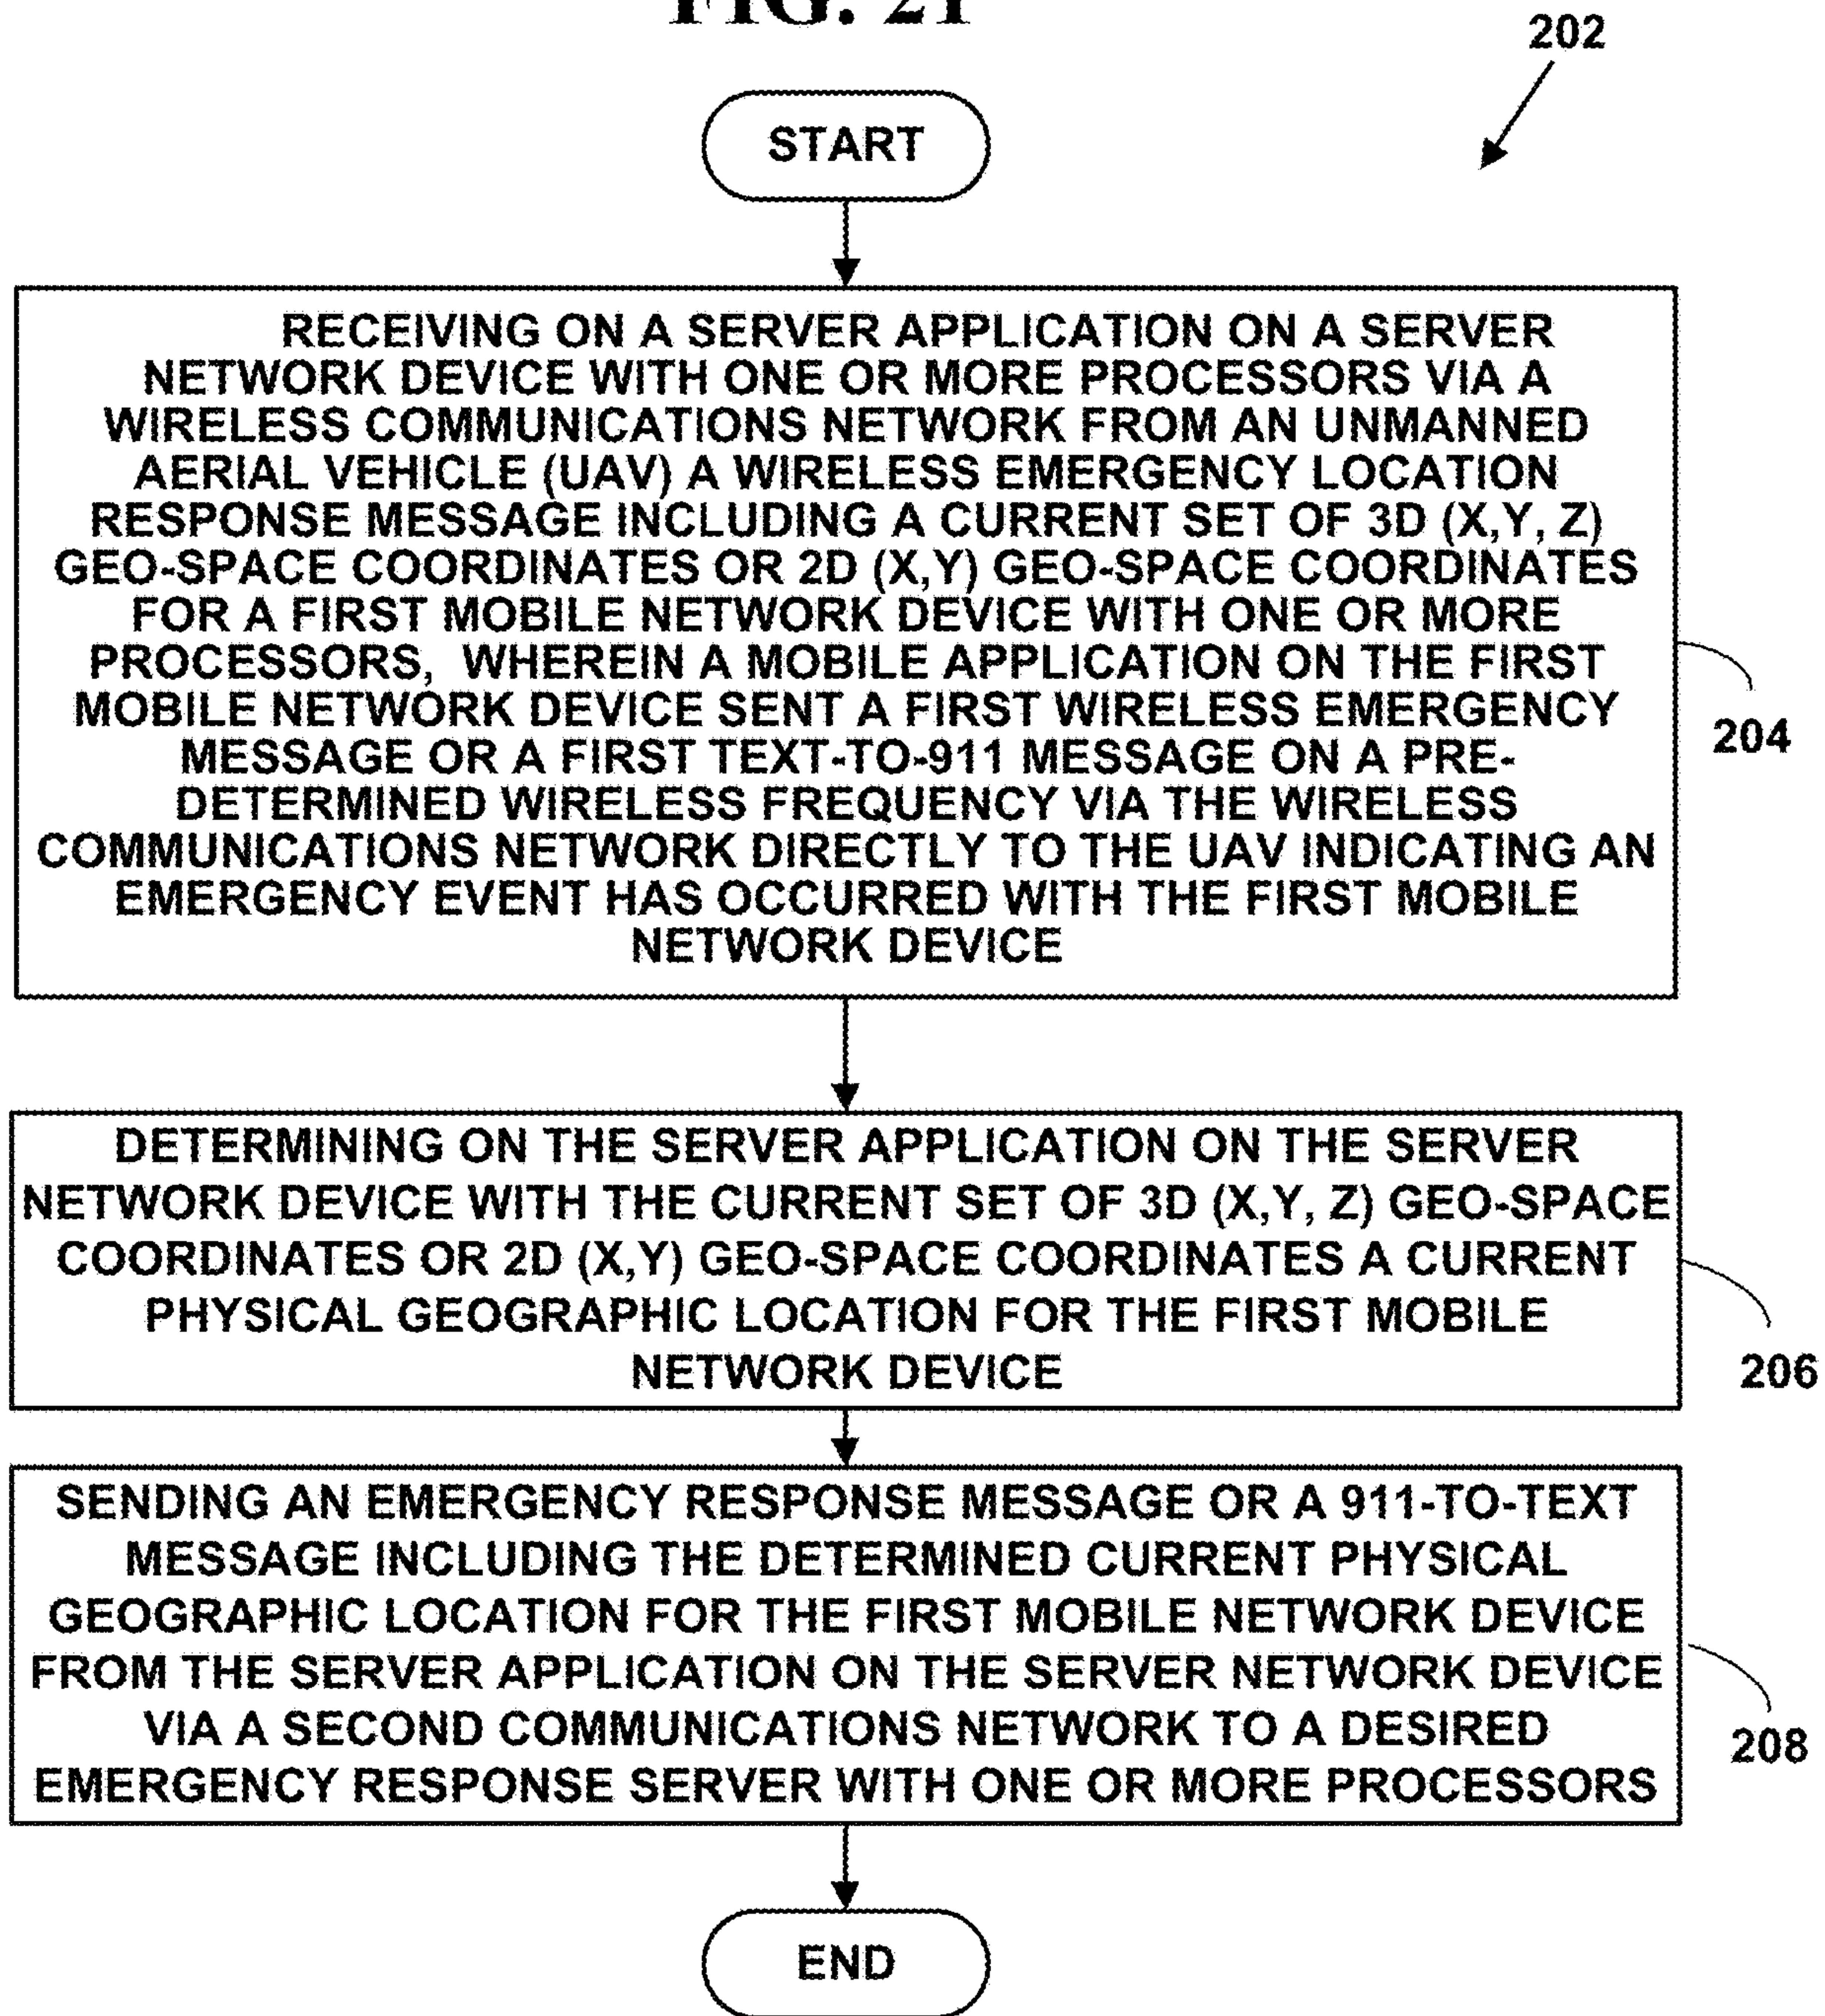 FIG. 21
202
START
RECEIVING ON A SERVER APPLICATION ON A SERVER
NETWORK DEVICE WITH ONE OR MORE PROCESSORS VIA A
WIRELESS COMMUNICATIONS NETWORK FROM AN UNMANNED
AERIAL VEHICLE (UAV) A WIRELESS EMERGENCY LOCATION
RESPONSE MESSAGE INCLUDING A CURRENT SET OF 3D (X,Y, Z)
GEO-SPACE COORDINATES OR 2D (X,Y) GEO-SPACE COORDINATES
FOR A FIRST MOBILE NETWORK DEVICE WITH ONE OR MORE
PROCESSORS, WHEREIN A MOBILE APPLICATION ON THE FIRST
MOBILE NETWORK DEVICE SENT A FIRST WIRELESS EMERGENCY
MESSAGE OR A FIRST TEXT-TO-911 MESSAGE ON A PRE-
DETERMINED WIRELESS FREQUENCY VIA THE WIRELESS
COMMUNICATIONS NETWORK DIRECTLY TO THE UAV INDICATING AN
EMERGENCY EVENT HAS OCCURRED WITH THE FIRST MOBILE
NETWORK DEVICE
204
DETERMINING ON THE SERVER APPLICATION ON THE SERVER
NETWORK DEVICE WITH THE CURRENT SET OF 3D (X,Y, Z) GEO-SPACE
COORDINATES OR 2D (X,Y) GEO-SPACE COORDINATES A CURRENT
PHYSICAL GEOGRAPHIC LOCATION FOR THE FIRST MOBILE
NETWORK DEVICE
206
SENDING AN EMERGENCY RESPONSE MESSAGE OR A 911-TO-TEXT
MESSAGE INCLUDING THE DETERMINED CURRENT PHYSICAL
GEOGRAPHIC LOCATION FOR THE FIRST MOBILE NETWORK DEVICE
FROM THE SERVER APPLICATION ON THE SERVER NETWORK DEVICE
VIA A SECOND COMMUNICATIONS NETWORK TO A DESIRED
EMERGENCY RESPONSE SERVER WITH ONE OR MORE PROCESSORS
208
END